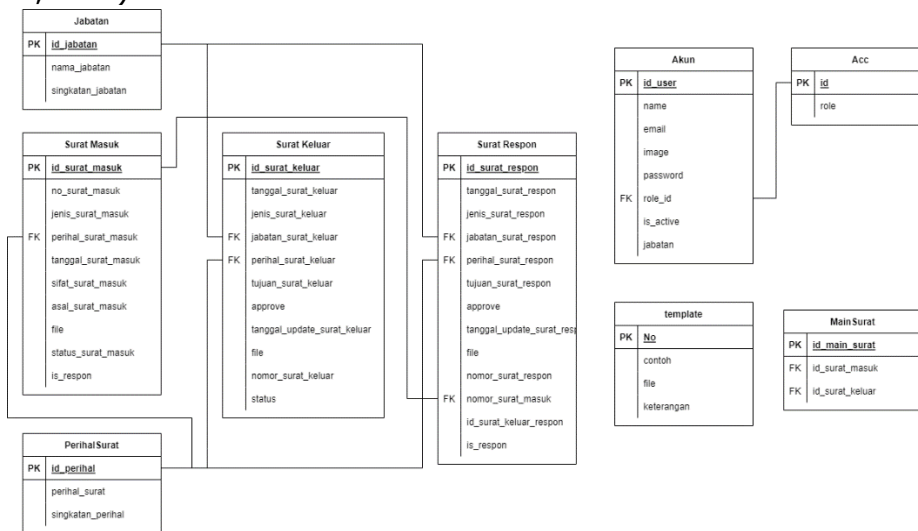 Jabatan
PK id_jabatan
nama_jabatan
singkatan_jabatan
Surat Masuk
PK id_surat_masuk
no_surat_masuk
jenis_surat_masuk
FK perihal_surat_masuk
tanggal_surat_masuk
sifat_surat_masuk
asal_surat_masuk
file
status_surat_masuk
is_respon
PerihalSurat
PK id_perihal
perihal_surat
singkatan_perihal
Surat Keluar
PK id_surat_keluar
tanggal_surat_keluar
jenis_surat_keluar
FK jabatan_surat_keluar
FK perihal_surat_keluar
tujuan_surat_keluar
approve
tanggal_update_surat_keluar
file
nomor_surat_keluar
status
Surat Respon
PK id_surat_respon
tanggal_surat_respon
jenis_surat_respon
FK jabatan_surat_respon
FK perihal_surat_respon
tujuan_surat_respon
approve
tanggal_update_surat_resp
file
nomor_surat_respon
FK nomor_surat_masuk
id_surat_keluar_respon
is_respon
Akun
PK id_user
name
email
image
password
FK role_id
is_active
jabatan
Acc
PK id
role
template
PK No
contoh
file
keterangan
MainSurat
PK id_main_surat
FK id_surat_masuk
FK id_surat_keluar